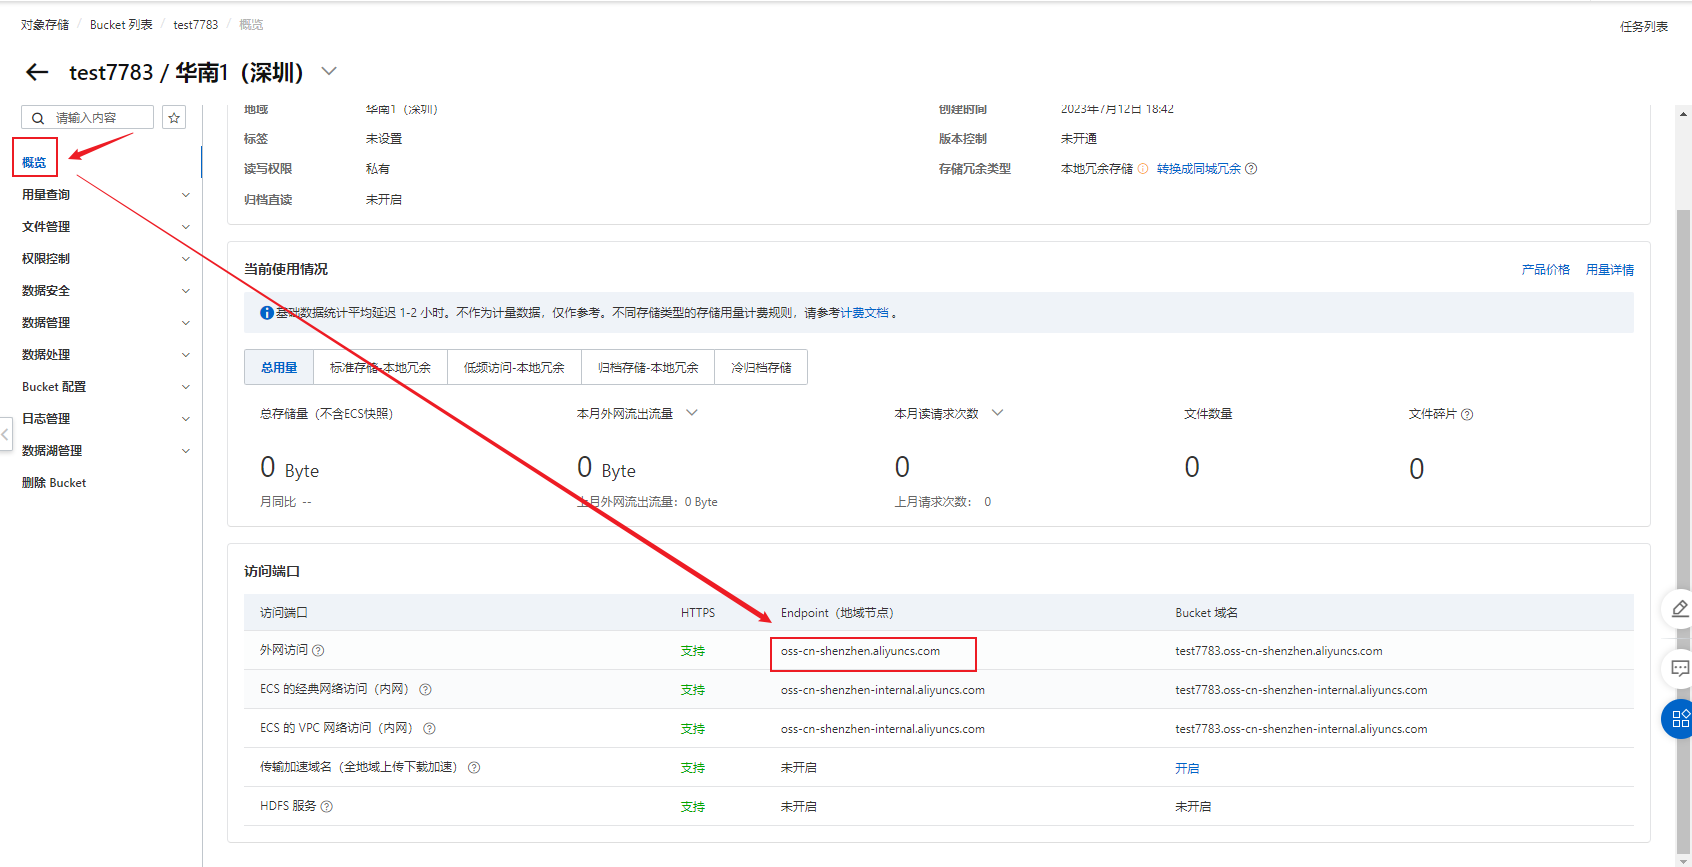 对象存储 / Bucket 列表 / test7783 / 概览
任务列表
test7783 / 华南1（深圳）
请输入内容
概览
用量查询
文件管理
权限控制
数据安全
数据管理
数据处理
Bucket 配置
日志管理
数据湖管理
删除 Bucket
地域 华南1（深圳） 创建时间 2023年7月12日 18:42
标签 未设置 版本控制 未开通
读写权限 私有 存储冗余类型 本地冗余存储 转换成同城冗余
归档直读 未开启
当前使用情况 产品价格 用量详情
基础数据统计平均延迟 1-2 小时。不作为计量数据，仅作参考。不同存储类型的存储用量计费规则，请参考计费文档 。
总用量 标准存储-本地冗余 低频访问-本地冗余 归档存储-本地冗余 冷归档存储
总存储量（不含ECS快照） 本月外网流出流量 本月读请求次数 文件数量 文件碎片
0 Byte 0 Byte 0 0 0
月同比 -- 上月外网流出流量：0 Byte 上月请求次数： 0
访问端口
访问端口 HTTPS Endpoint（地域节点） Bucket 域名
外网访问 支持 oss-cn-shenzhen.aliyuncs.com test7783.oss-cn-shenzhen.aliyuncs.com
ECS 的经典网络访问（内网） 支持 oss-cn-shenzhen-internal.aliyuncs.com test7783.oss-cn-shenzhen-internal.aliyuncs.com
ECS 的 VPC 网络访问（内网） 支持 oss-cn-shenzhen-internal.aliyuncs.com test7783.oss-cn-shenzhen-internal.aliyuncs.com
传输加速域名（全地域上传下载加速） 支持 未开启 开启
HDFS 服务 支持 未开启 未开启